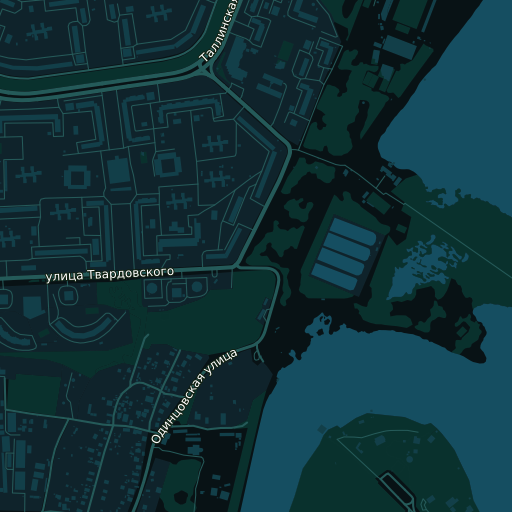 Таллинская
улица Твардовского
Одинцовская улица